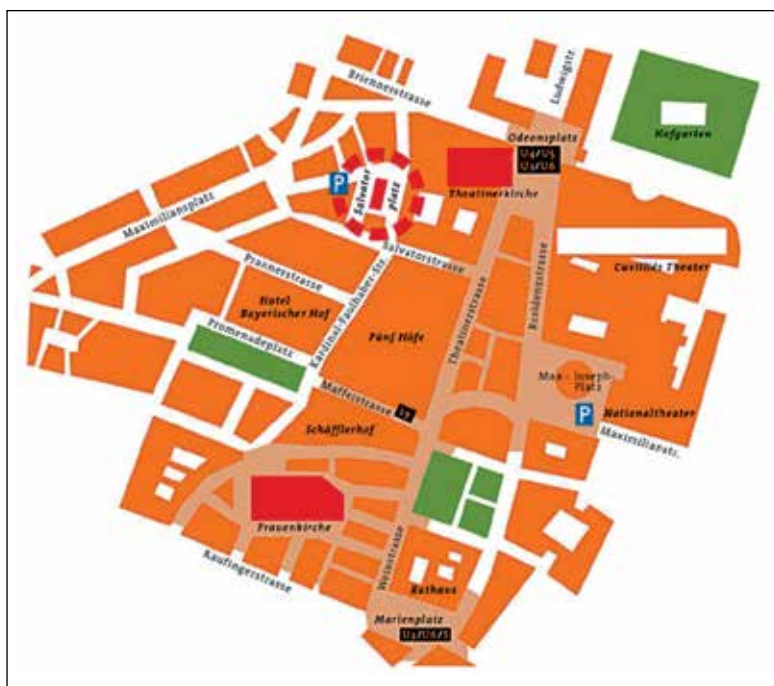 Briennerstrasse
Ludwigstr.
Odeonsplatz
U4/U5
U3/U6
Hofgarten
P
Salvator
platz
Theatinerkirche
Maximiliansplatz
Salvatorstrasse
Prannerstrasse
Cuvilliés Theater
Kardinal-Faulhaber-Str.
Theatinerstrasse
Residenzstrasse
Hotel
Bayerischer Hof
Promenadeplatz
Fünf Höfe
Max-Joseph-
Platz
Maffeistrasse
P
Nationaltheater
Maximilianstr.
Schäfflerhof
Frauenkirche
Kaufingerstrasse
Weinstrasse
Rathaus
Marienplatz
U3/U6/S